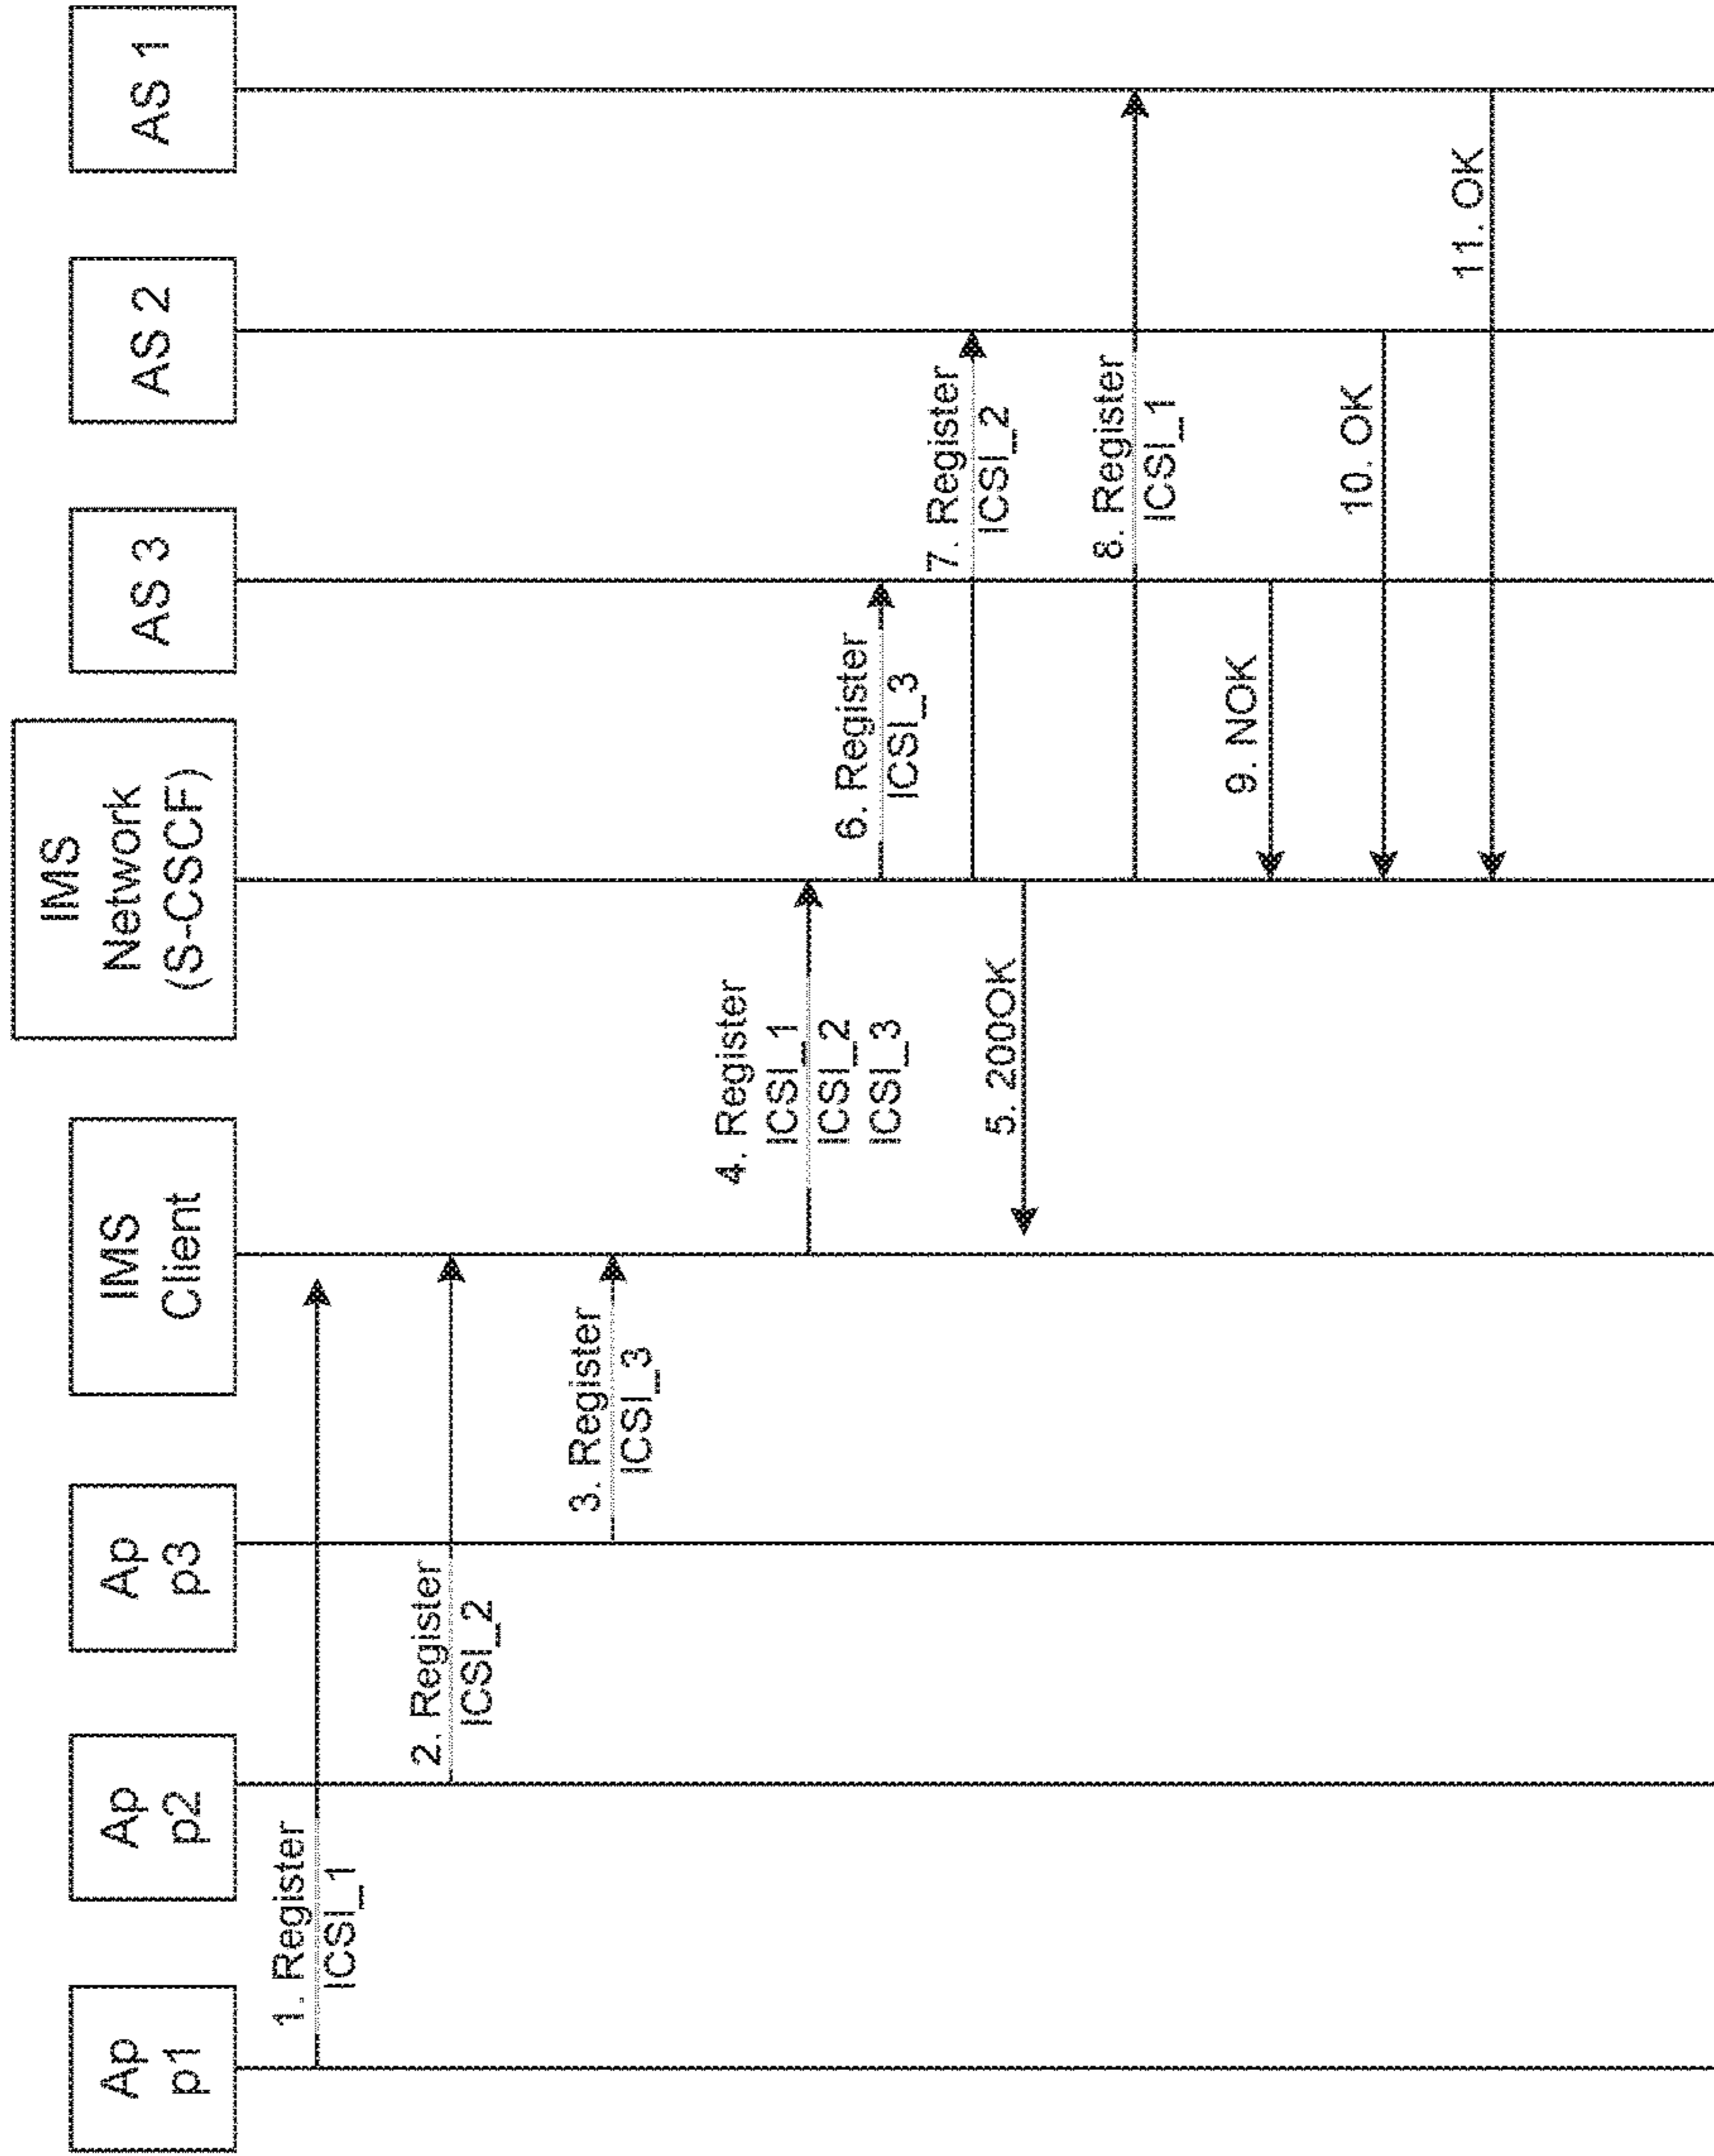 Ap
p1
Ap
p2
Ap
p3
IMS
Client
IMS
Network
(S-CSCF)
AS 3
AS 2
AS 1
1. Register
ICSI_1
2. Register
ICSI_2
3. Register
ICSI_3
4. Register
ICSI_1
ICSI_2
ICSI_3
6. Register
ICSI_3
7. Register
ICSI_2
5. 200OK
8. Register
ICSI_1
9. NOK
10. OK
11. OK